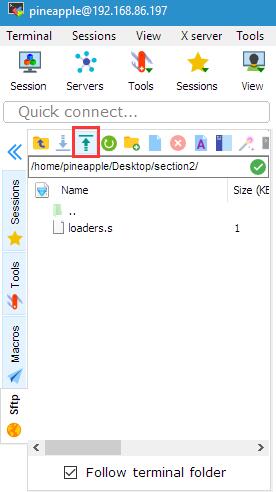 pineapple@192.168.86.197
Terminal Sessions View X server Tools
Session Servers Tools Sessions View
Quick connect...
/home/pineapple/Desktop/section2/
Name Size (KB
..
loaders.s 1
Sessions
Tools
Macros
Sftp
Follow terminal folder